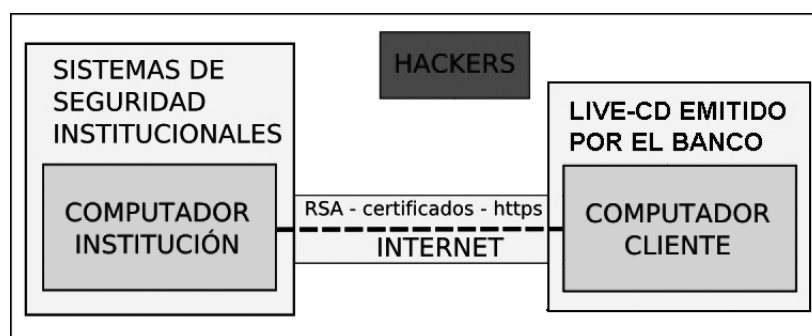 SISTEMAS DE
SEGURIDAD
INSTITUCIONALES
COMPUTADOR
INSTITUCIÓN
HACKERS
RSA - certificados - https
INTERNET
LIVE-CD EMITIDO
POR EL BANCO
COMPUTADOR
CLIENTE